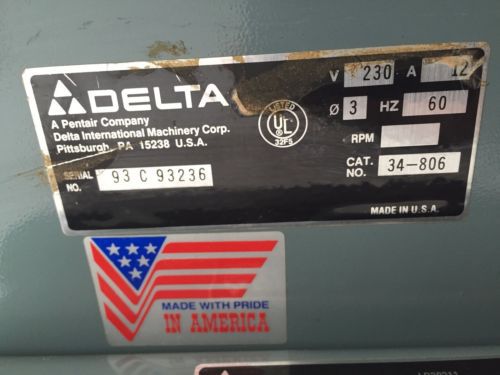 DELTA
A Pentair Company
Delta International Machinery Corp.
Pittsburgh, PA 15238 U.S.A.
SERIAL NO. 93 C 93236
LISTED
UL
32F5
V 230 A 12
Ø 3 HZ 60
RPM
CAT. NO. 34-806
MADE IN U.S.A.
MADE WITH PRIDE
IN AMERICA